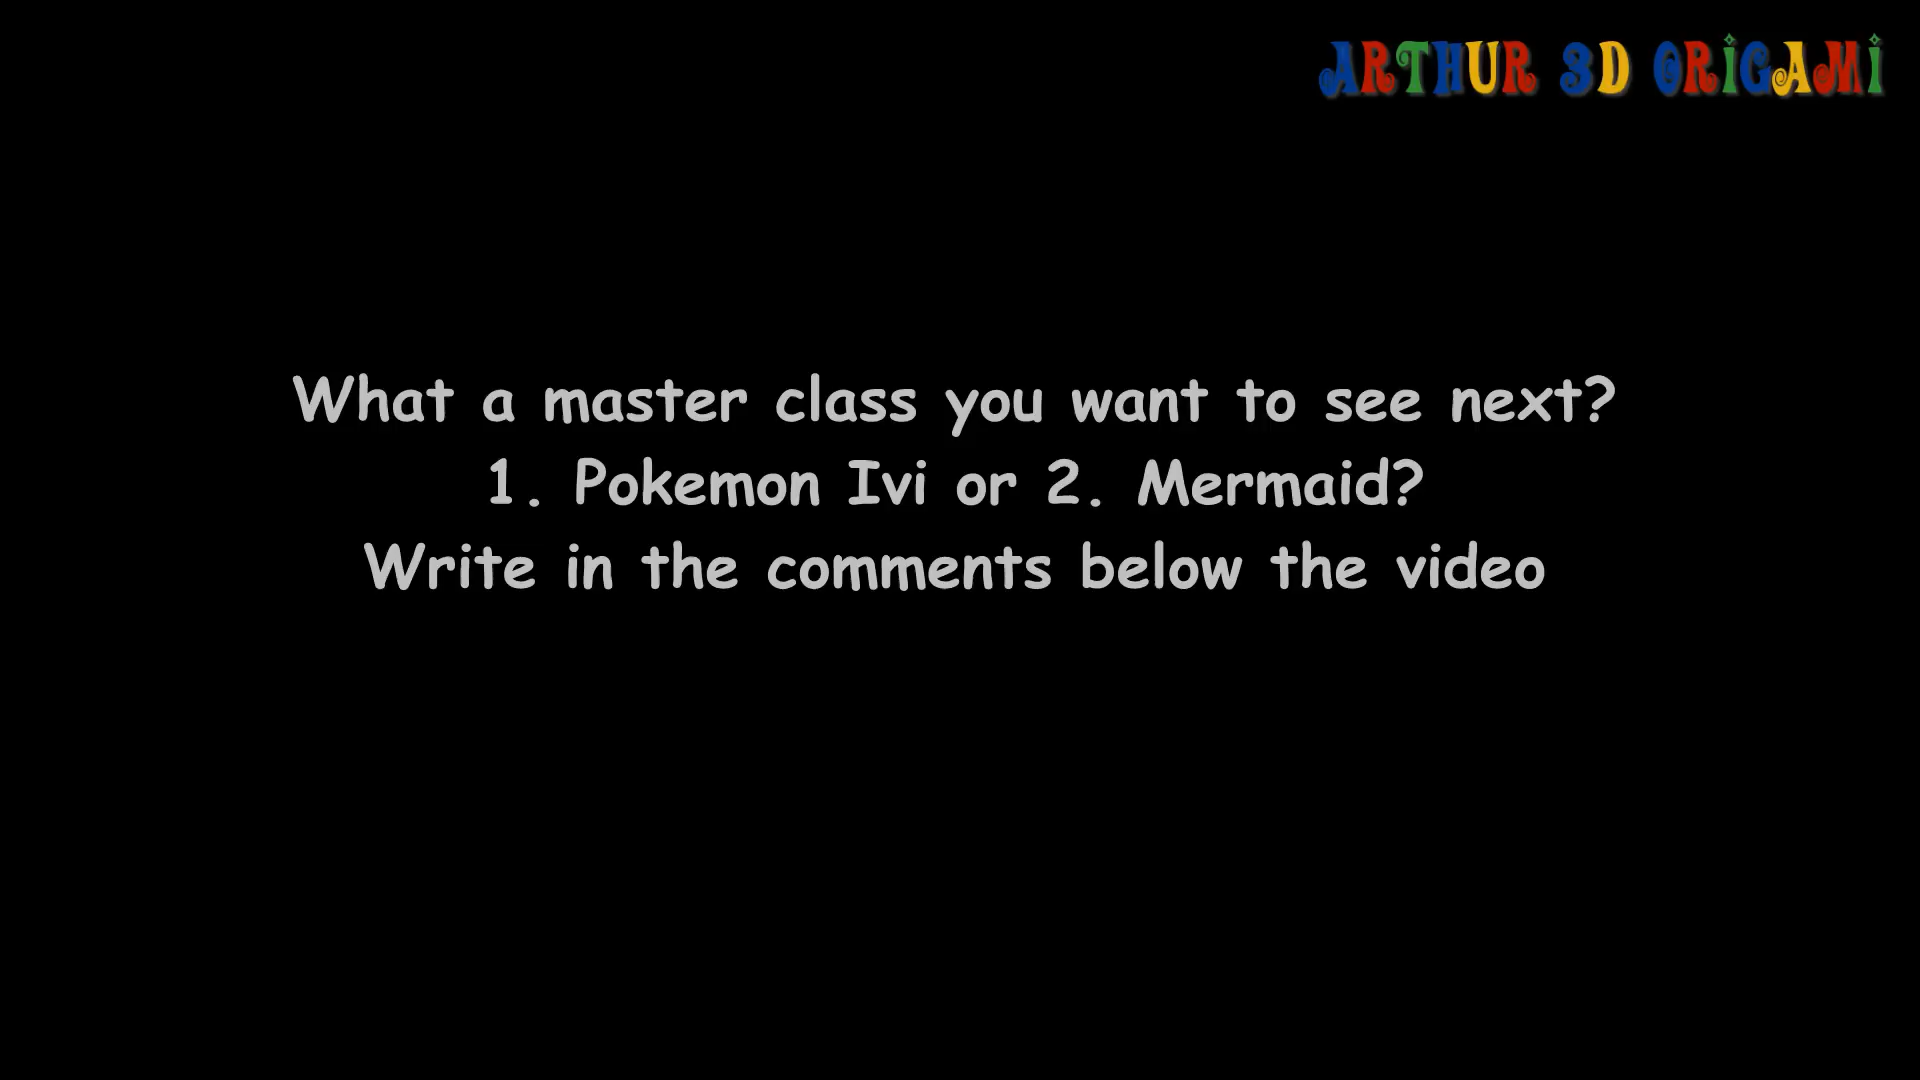 ARTHUR 3D ORIGAMI
What a master class you want to see next?
1. Pokemon Ivi or 2. Mermaid?
Write in the comments below the video